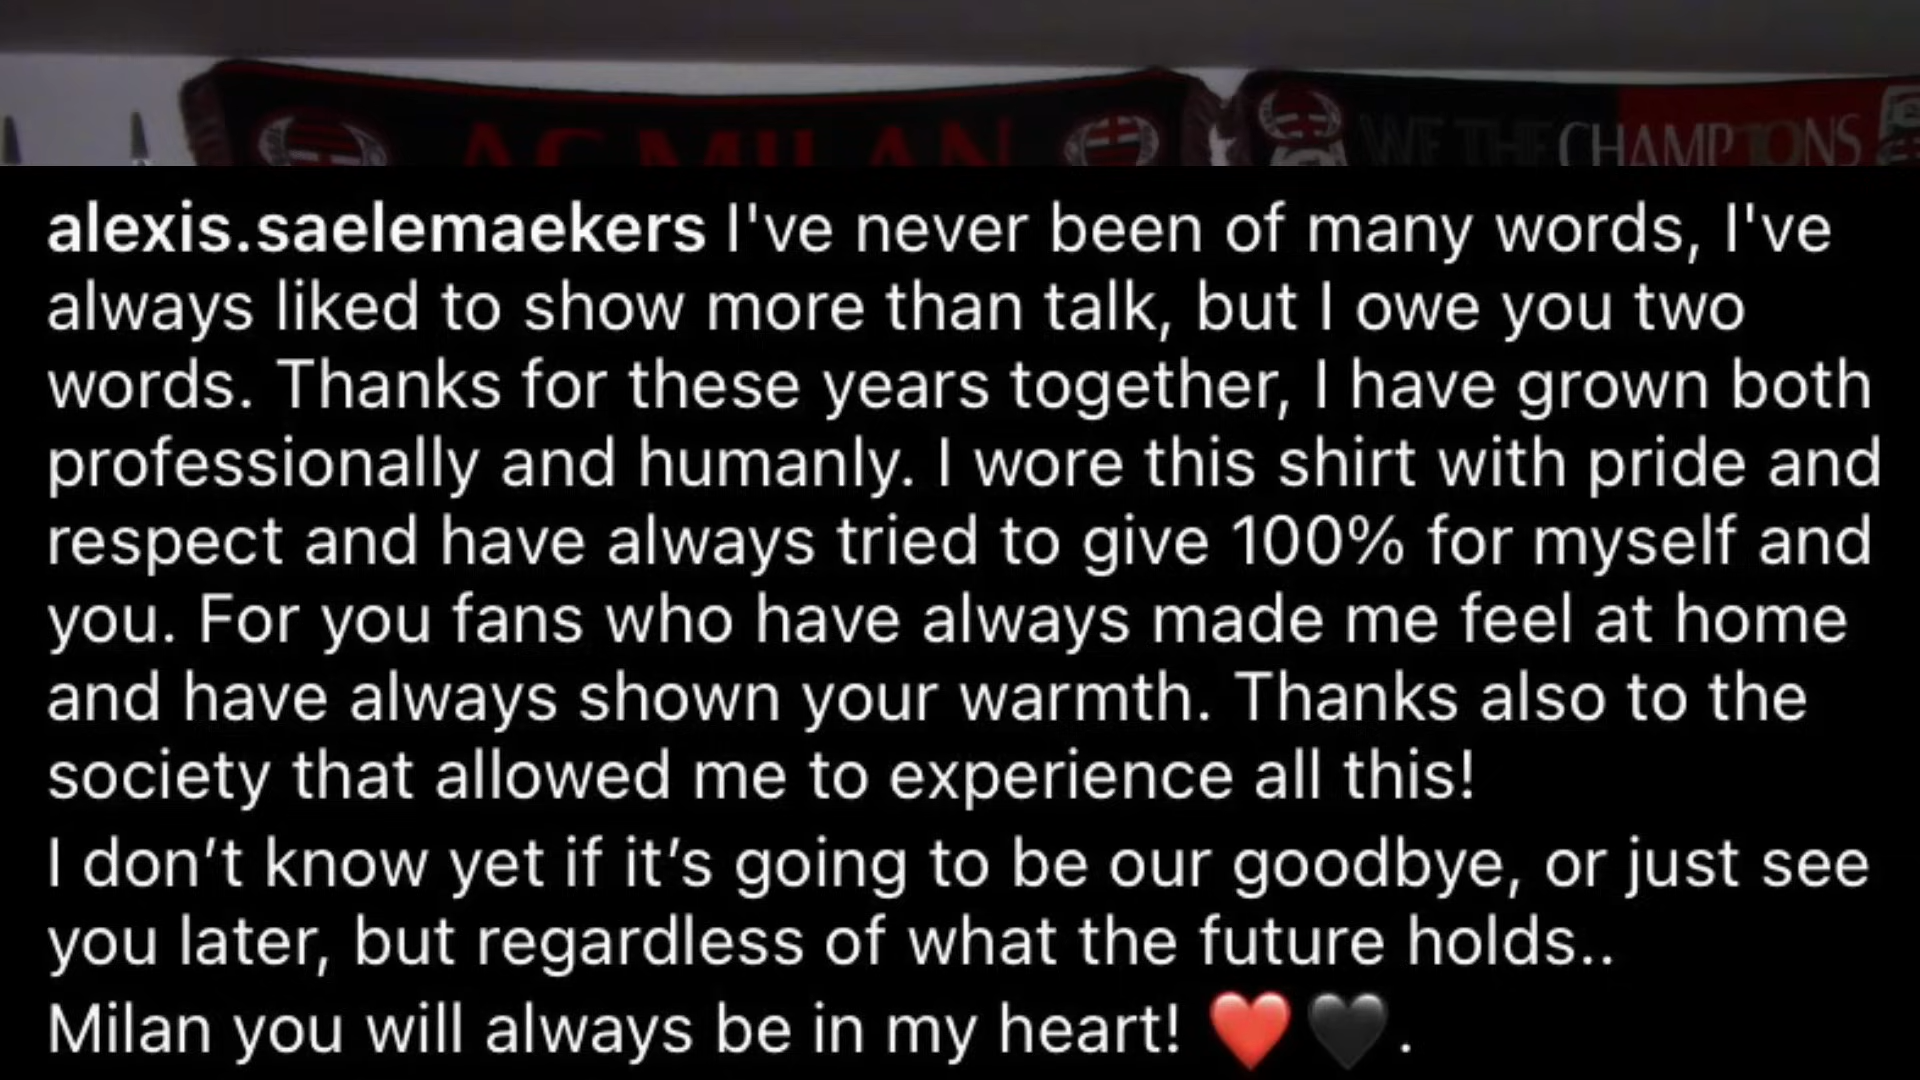 AC MILAN
WE THE CHAMPIONS
alexis.saelemaekers I've never been of many words, I've
always liked to show more than talk, but I owe you two
words. Thanks for these years together, I have grown both
professionally and humanly. I wore this shirt with pride and
respect and have always tried to give 100% for myself and
you. For you fans who have always made me feel at home
and have always shown your warmth. Thanks also to the
society that allowed me to experience all this!
I don’t know yet if it’s going to be our goodbye, or just see
you later, but regardless of what the future holds..
Milan you will always be in my heart! ❤️🖤.